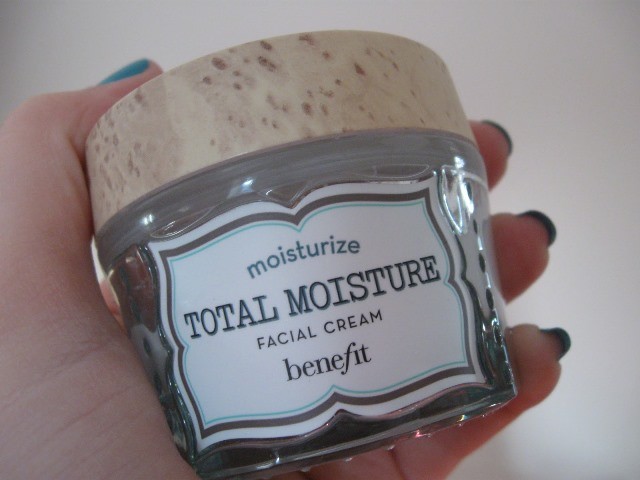 moisturize
TOTAL MOISTURE
FACIAL CREAM
benefit